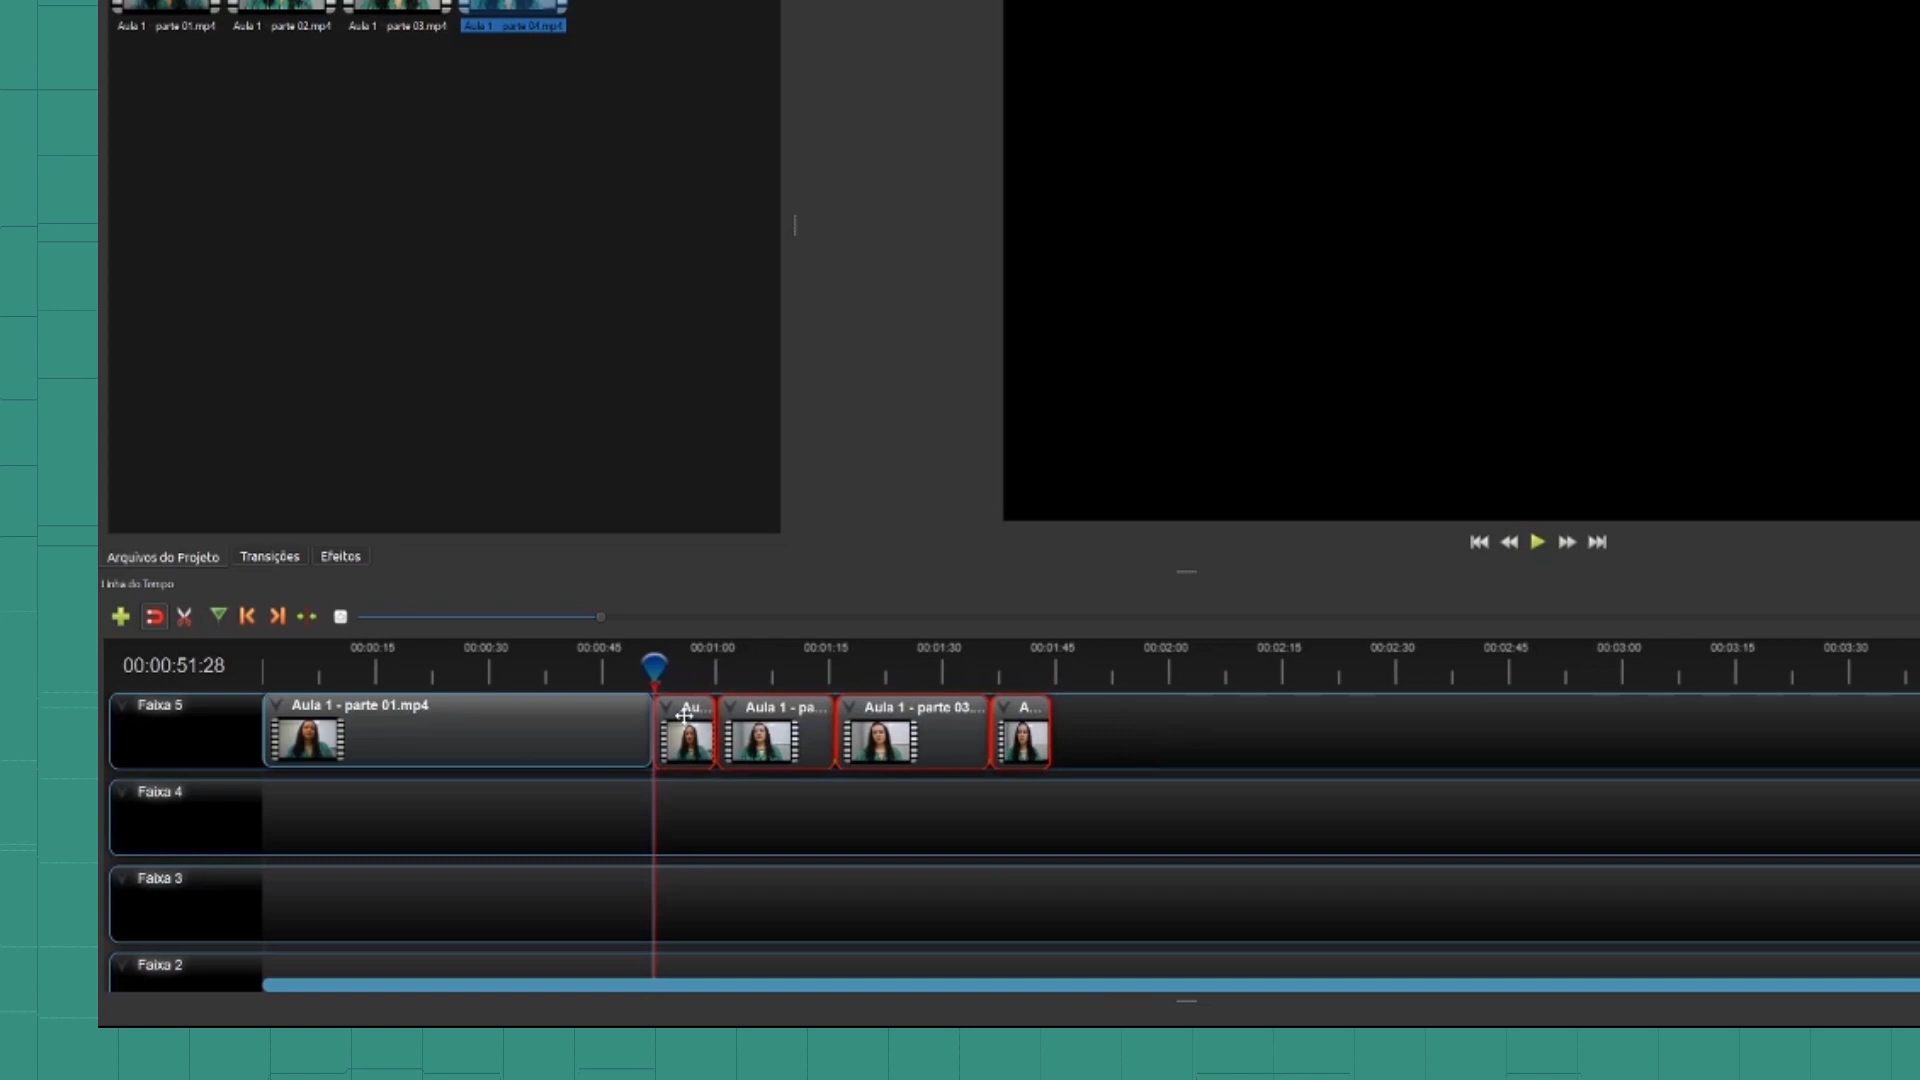 Aula 1 - parte 01.mp4 Aula 1 - parte 02.mp4 Aula 1 - parte 03.mp4 Aula 1 - parte 04.mp4
Arquivos do Projeto Transições Efeitos
Linha do Tempo
00:00:15 00:00:30 00:00:45 00:01:00 00:01:15 00:01:30 00:01:45 00:02:00 00:02:15 00:02:30 00:02:45 00:03:00 00:03:15 00:03:30
00:00:51:28
Faixa 5 Aula 1 - parte 01.mp4 Au... Aula 1 - pa... Aula 1 - parte 03.... A...
Faixa 4
Faixa 3
Faixa 2